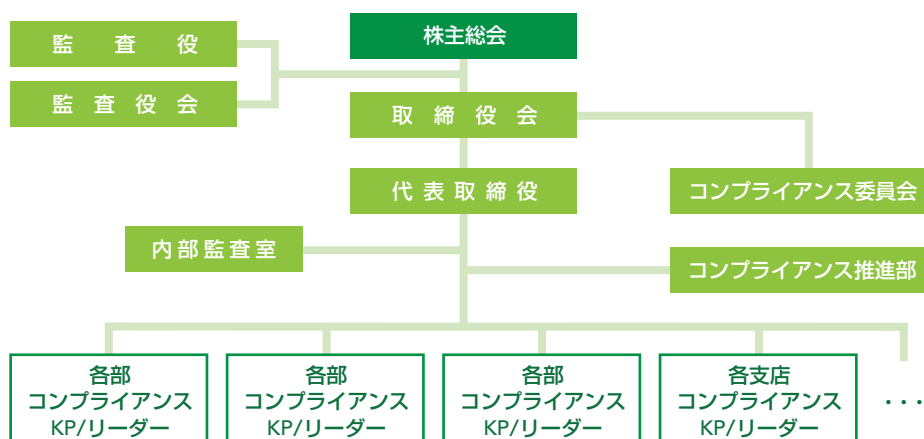 株主総会
監査役
監査役会
取締役会
代表取締役
コンプライアンス委員会
内部監査室
コンプライアンス推進部
各部
コンプライアンス
KP/リーダー
各部
コンプライアンス
KP/リーダー
各部
コンプライアンス
KP/リーダー
各支店
コンプライアンス
KP/リーダー
・・・